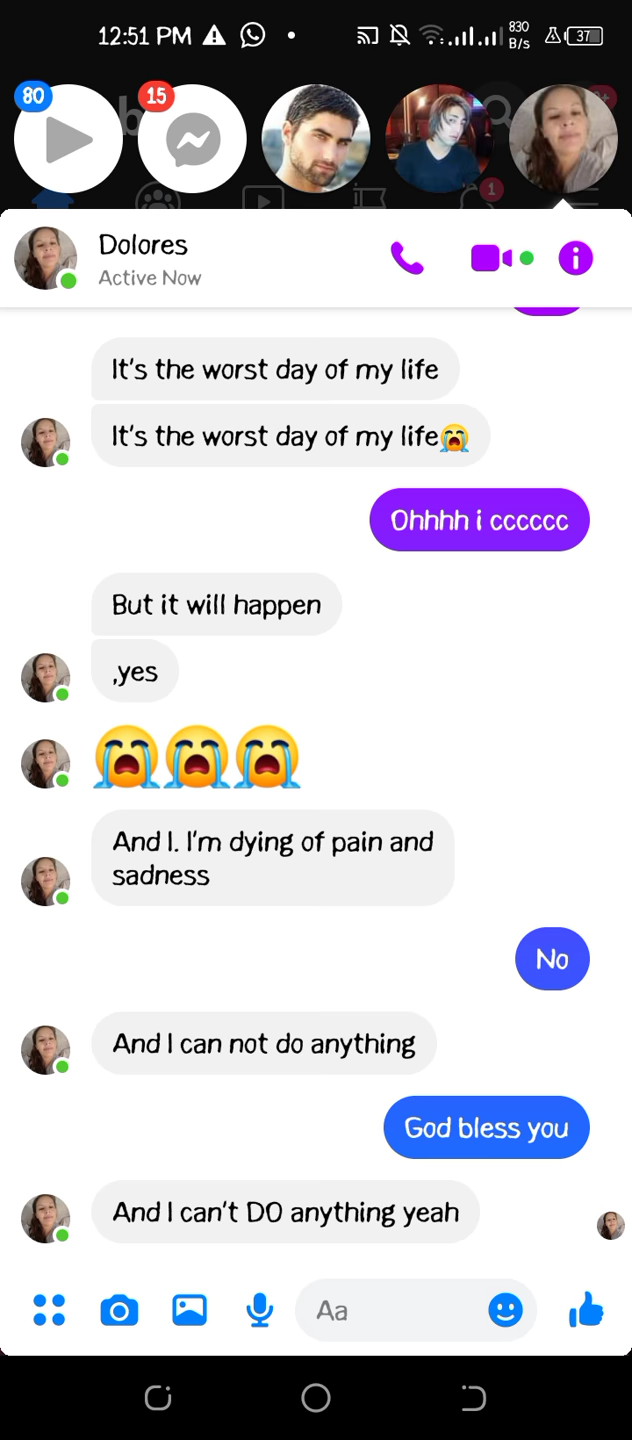 12:51 PM
830
B/s
37
80
15
1
Dolores
Active Now
It's the worst day of my life
It's the worst day of my life😭
Ohhhh i cccccc
But it will happen
,yes
😭😭😭
And I. I'm dying of pain and
sadness
No
And I can not do anything
God bless you
And I can't DO anything yeah
Aa